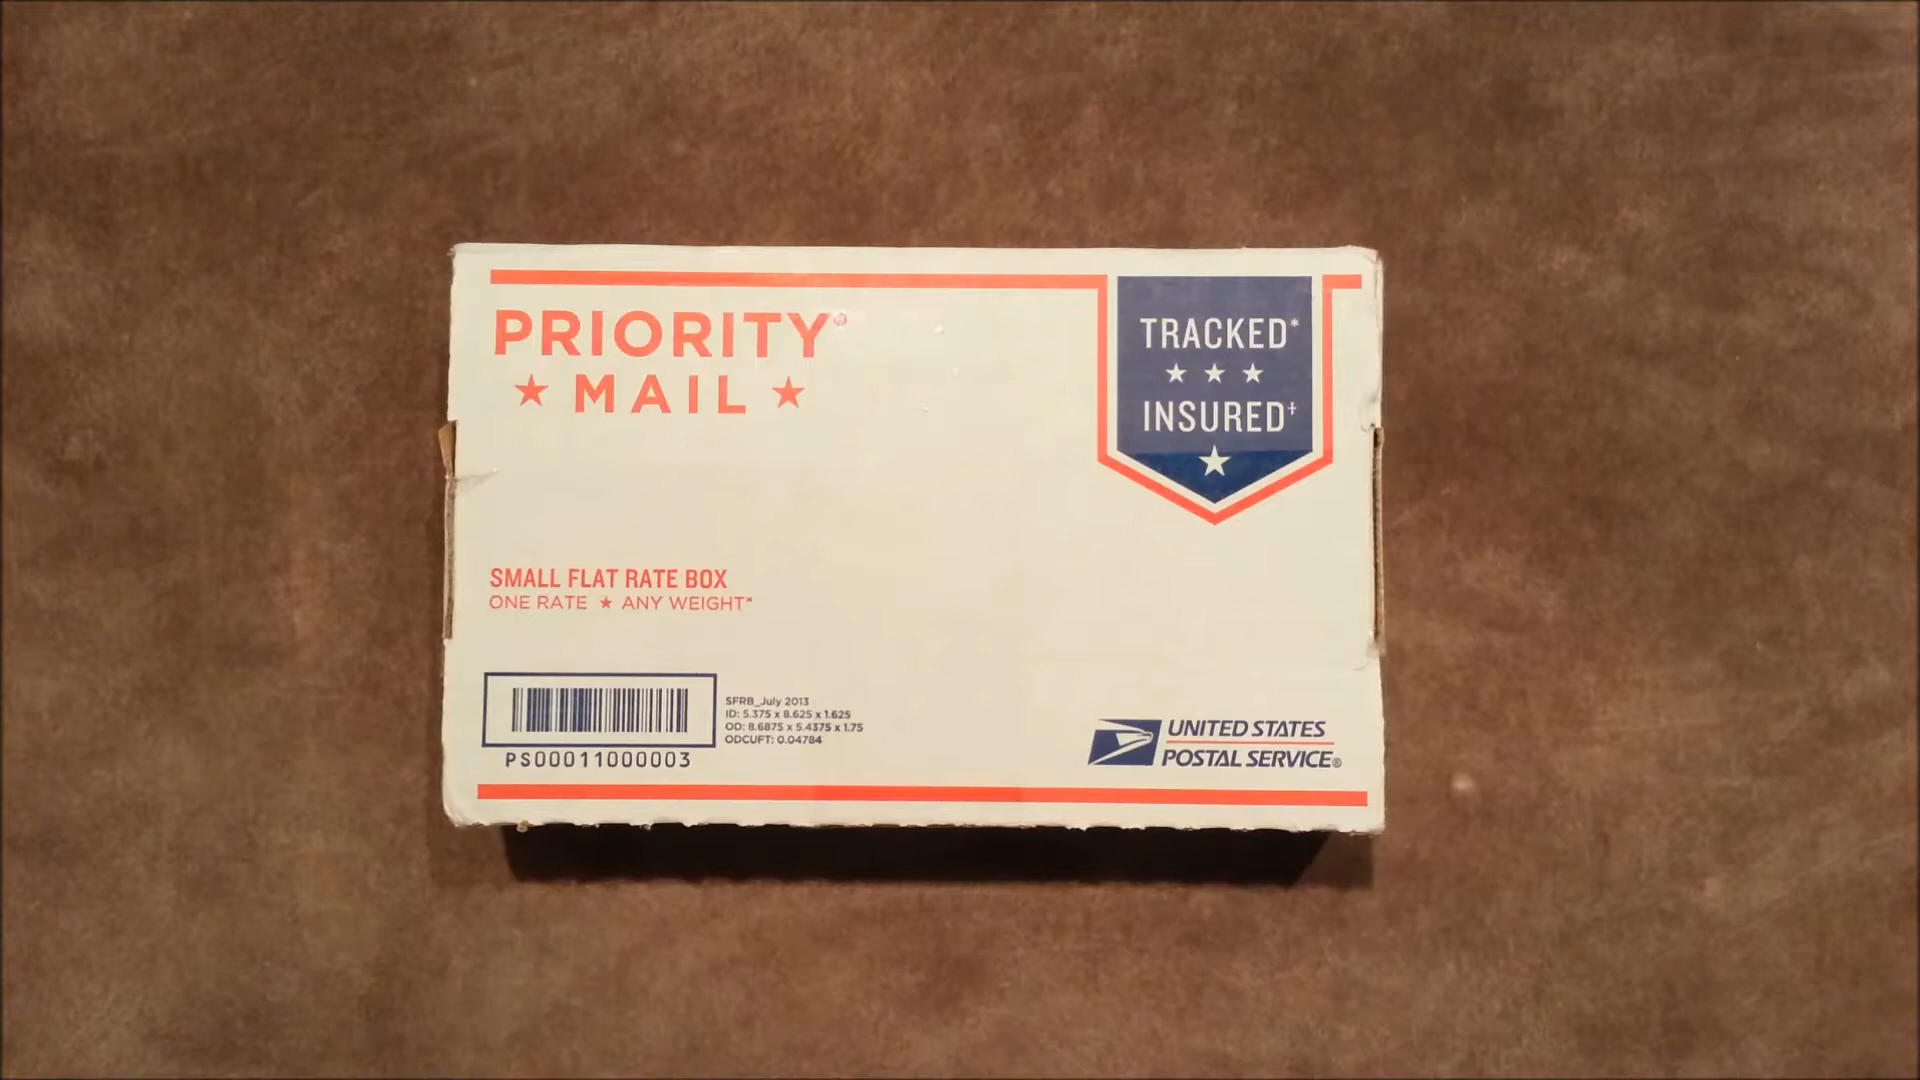 PRIORITY®
★ MAIL ★
TRACKED*
★ ★ ★
INSURED†
★
SMALL FLAT RATE BOX
ONE RATE ★ ANY WEIGHT*
SFRB_July 2013
ID: 5.375 x 8.625 x 1.625
OD: 8.6875 x 5.4375 x 1.75
ODCUFT: 0.04784
PS00011000003
UNITED STATES
POSTAL SERVICE®